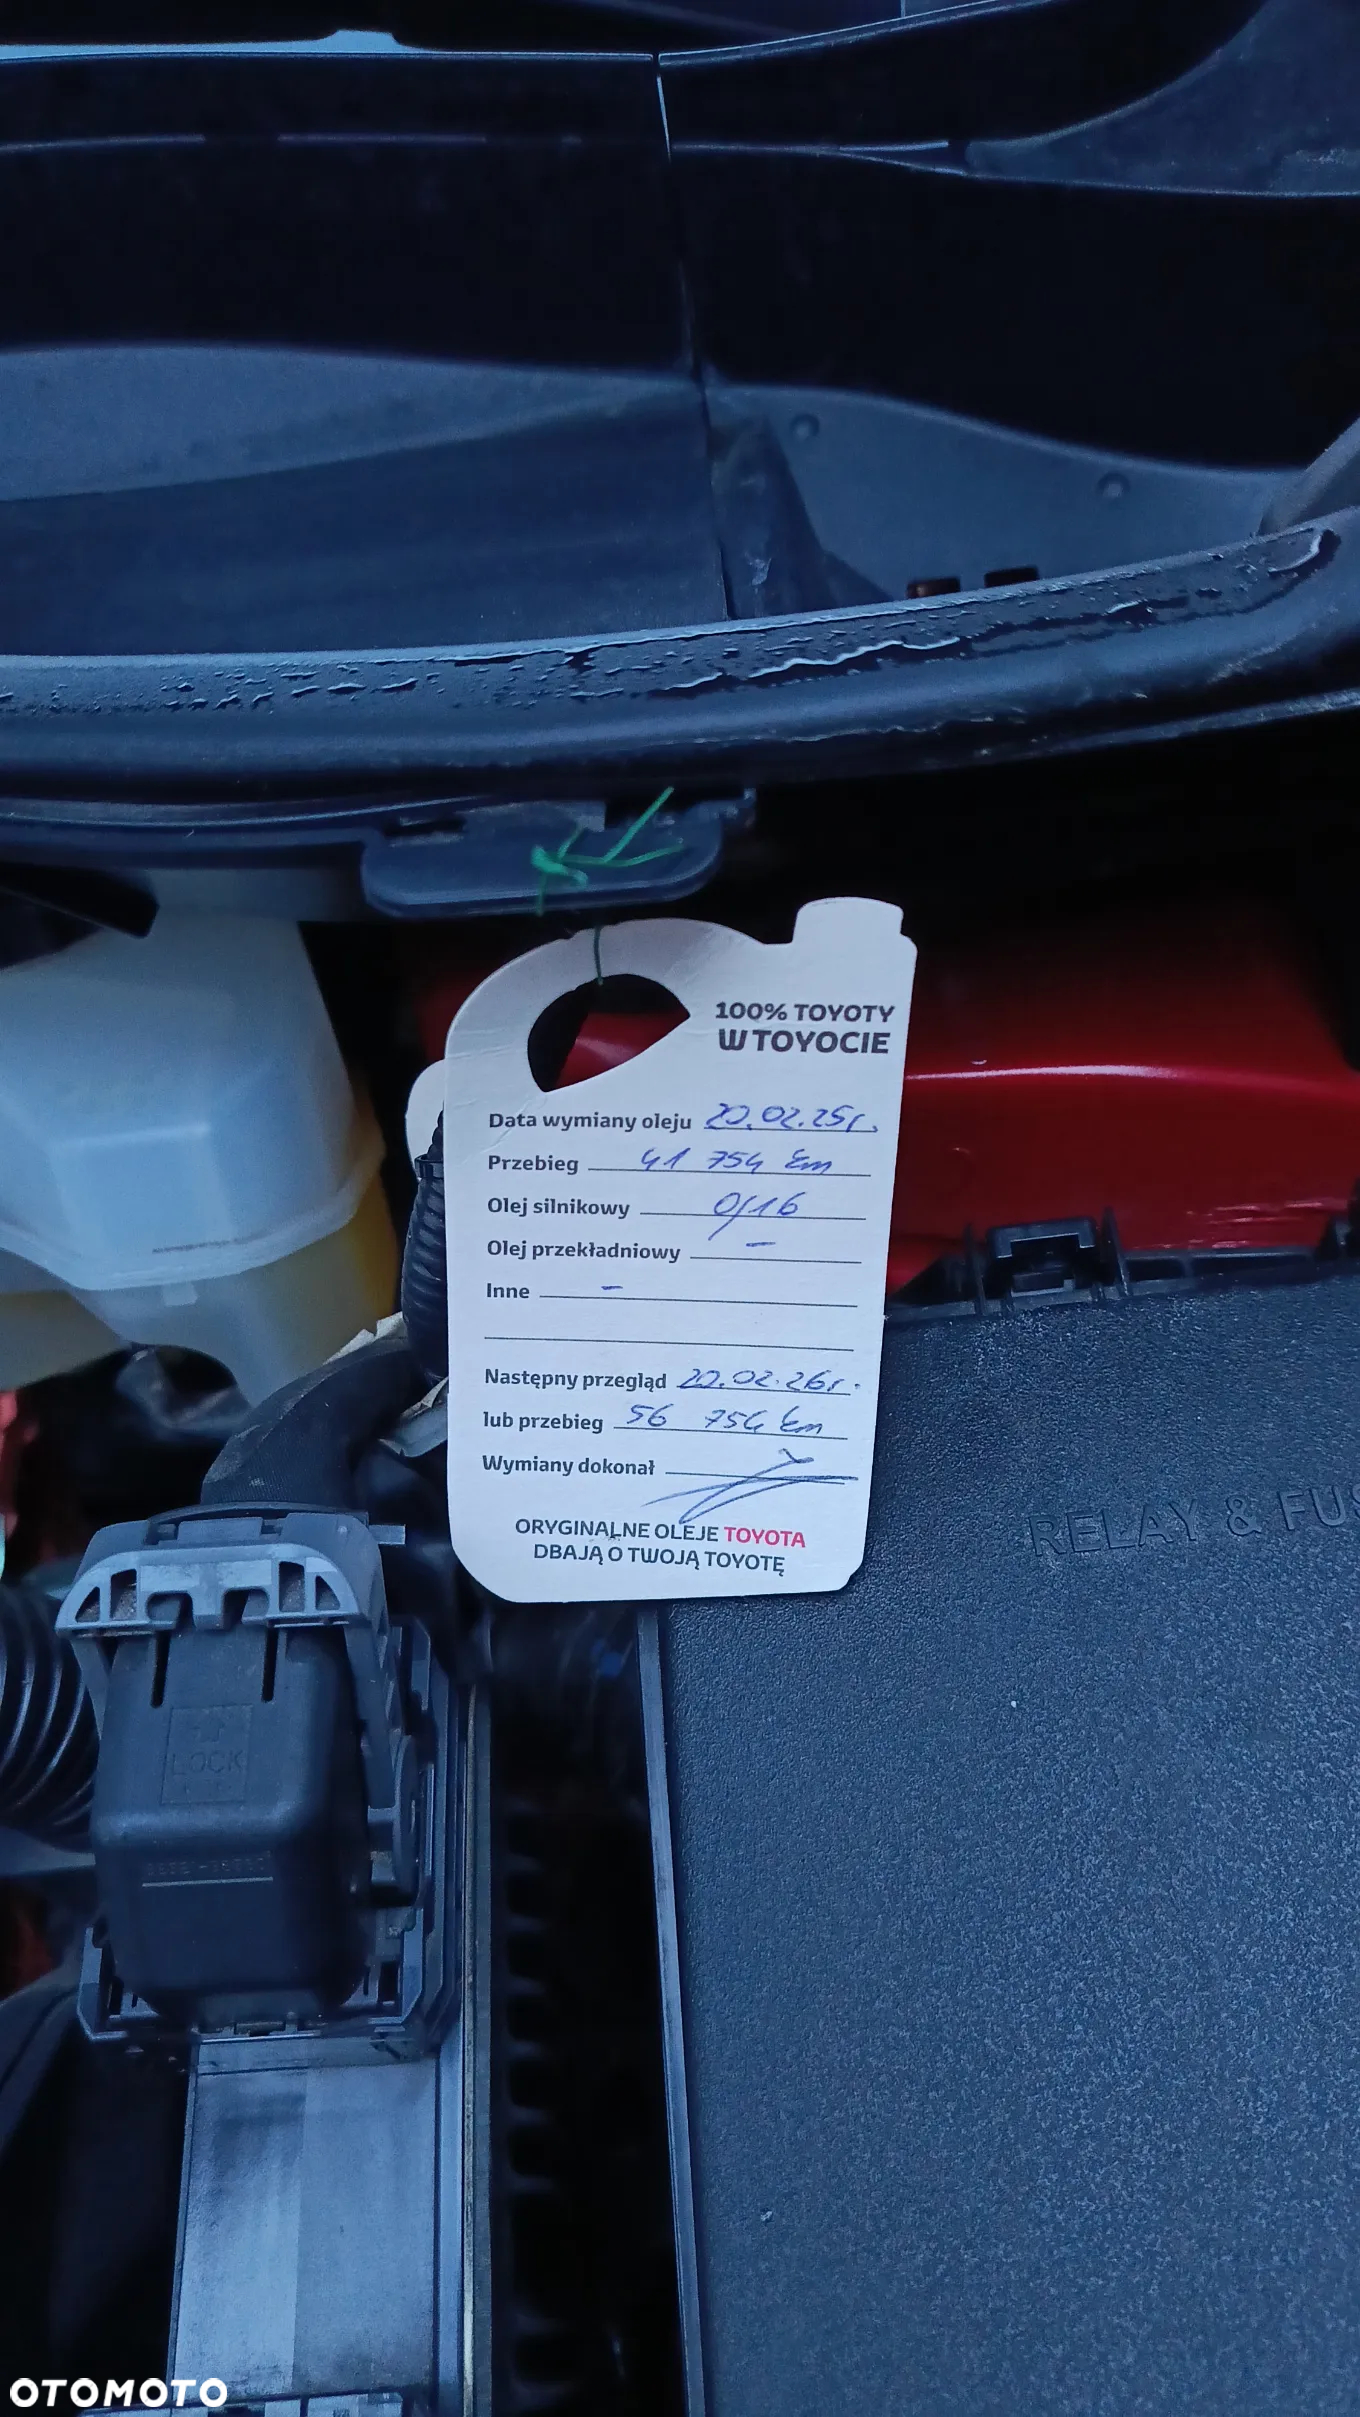 100% TOYOTY
W TOYOCIE
Data wymiany oleju 20.02.25r.
Przebieg 41 754 km
Olej silnikowy 0/16
Olej przekładniowy –
Inne –
Następny przegląd 20.02.26r.
lub przebieg 56 754 km
Wymiany dokonał
ORYGINALNE OLEJE TOYOTA
DBAJĄ O TWOJĄ TOYOTĘ
RELAY & FUS
LOCK
OTOMOTO